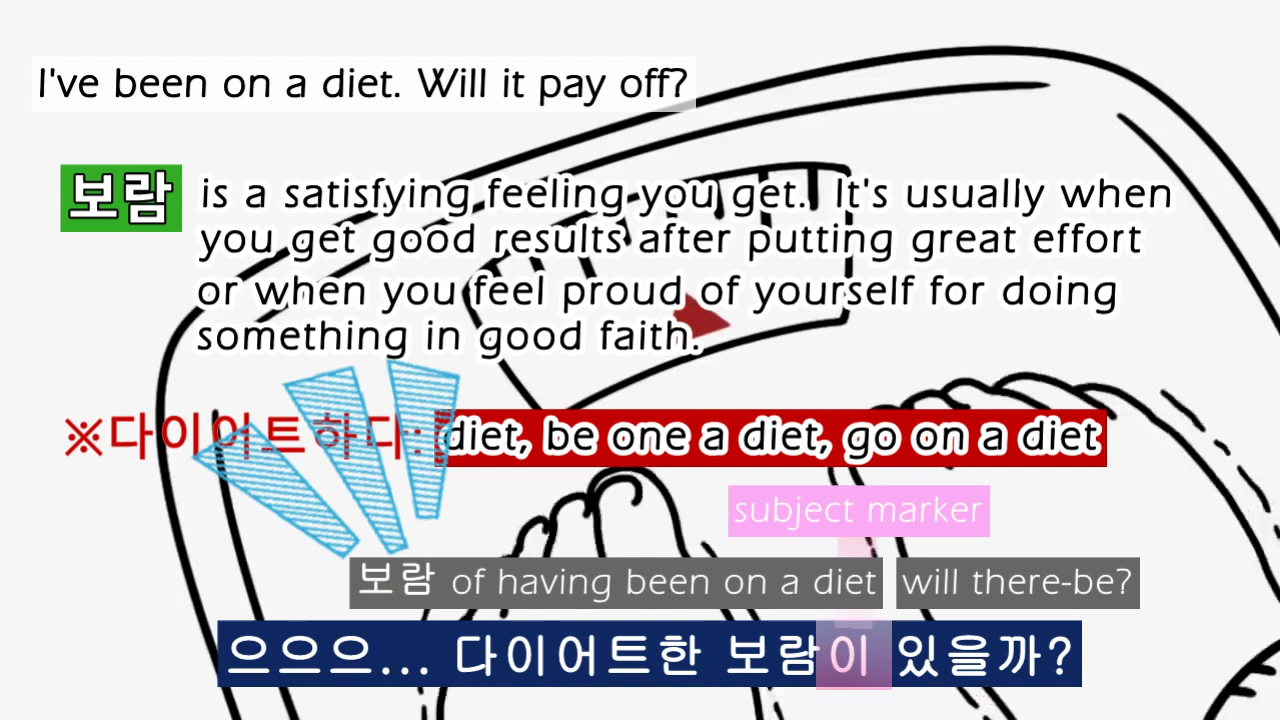 I've been on a diet. Will it pay off?
보람 is a satisfying feeling you get. It's usually when
you get good results after putting great effort
or when you feel proud of yourself for doing
something in good faith.
※다이어트하다: diet, be one a diet, go on a diet
subject marker
보람 of having been on a diet will there-be?
으으으... 다이어트한 보람이 있을까?